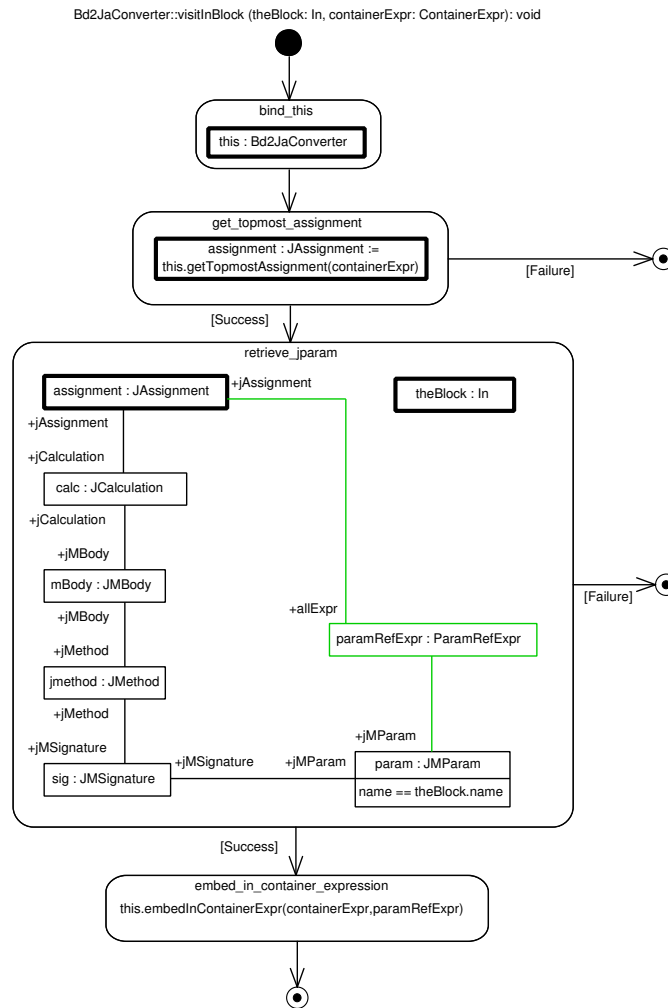 Bd2JaConverter::visitInBlock (theBlock: In, containerExpr: ContainerExpr): void
bind_this
this : Bd2JaConverter
get_topmost_assignment
assignment : JAssignment :=
this.getTopmostAssignment(containerExpr)
[Failure]
[Success]
retrieve_jparam
assignment : JAssignment
+jAssignment
theBlock : In
+jAssignment
+jCalculation
calc : JCalculation
+jCalculation
+jMBody
mBody : JMBody
[Failure]
+jMBody
+allExpr
paramRefExpr : ParamRefExpr
+jMethod
jmethod : JMethod
+jMethod
+jMParam
+jMSignature
sig : JMSignature
+jMSignature
+jMParam
param : JMParam
name == theBlock.name
[Success]
embed_in_container_expression
this.embedInContainerExpr(containerExpr,paramRefExpr)